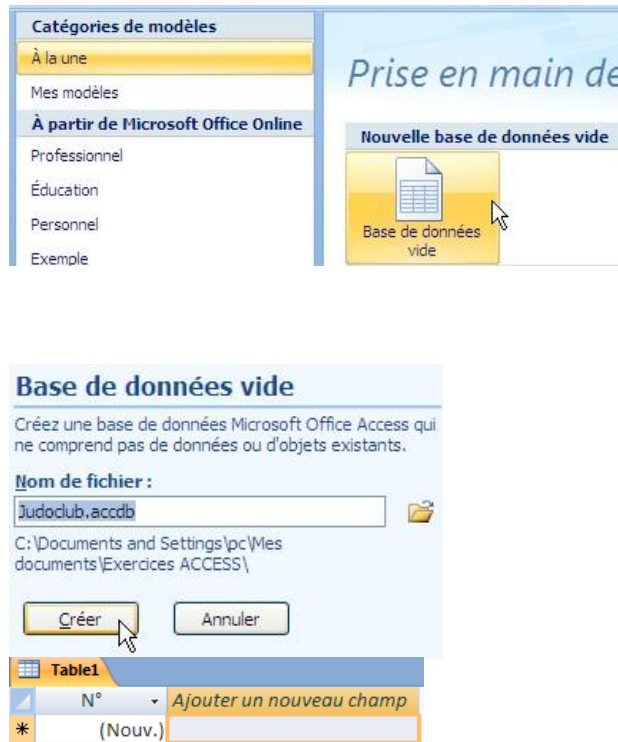 Catégories de modèles
À la une
Mes modèles
À partir de Microsoft Office Online
Professionnel
Éducation
Personnel
Exemple
Prise en main de
Nouvelle base de données vide
Base de données
vide
Base de données vide
Créez une base de données Microsoft Office Access qui
ne comprend pas de données ou d'objets existants.
Nom de fichier :
Judoclub.accdb
C:\Documents and Settings\pc\Mes
documents\Exercices ACCESS\
Créer Annuler
Table1
N° Ajouter un nouveau champ
* (Nouv.)